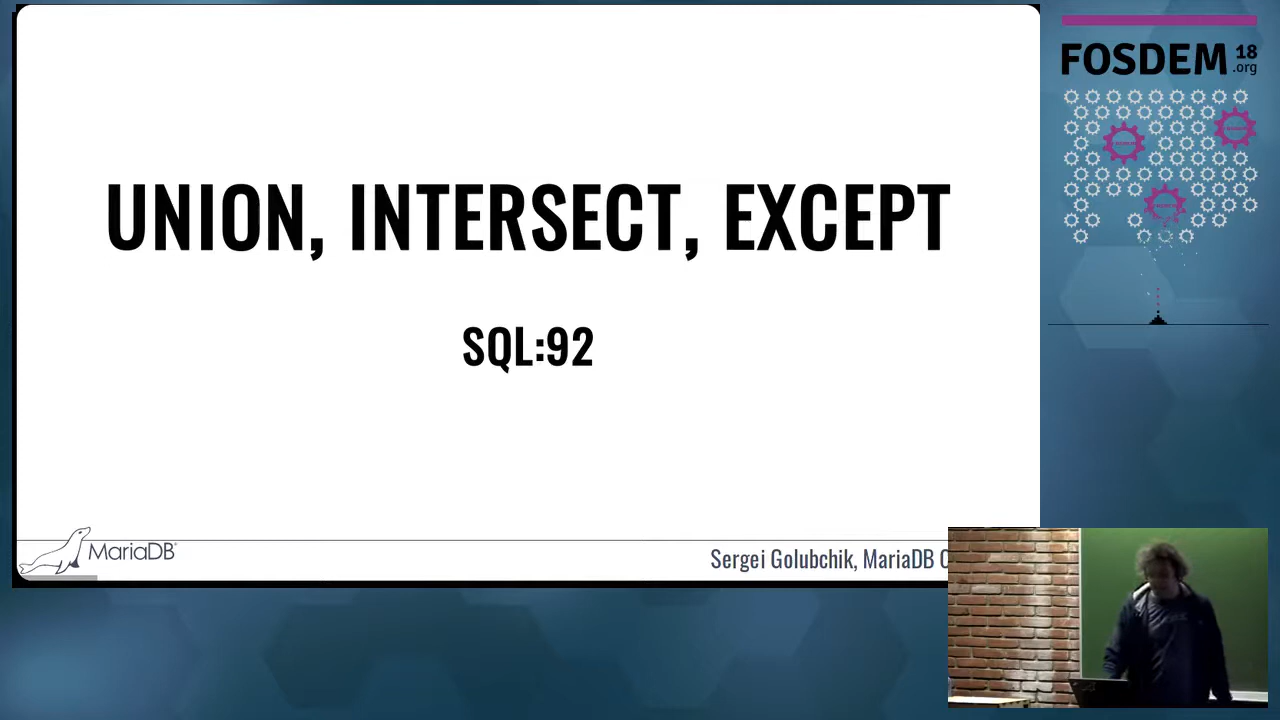 UNION, INTERSECT, EXCEPT
SQL:92
MariaDB
Sergei Golubchik, MariaDB
FOSDEM 18
.org